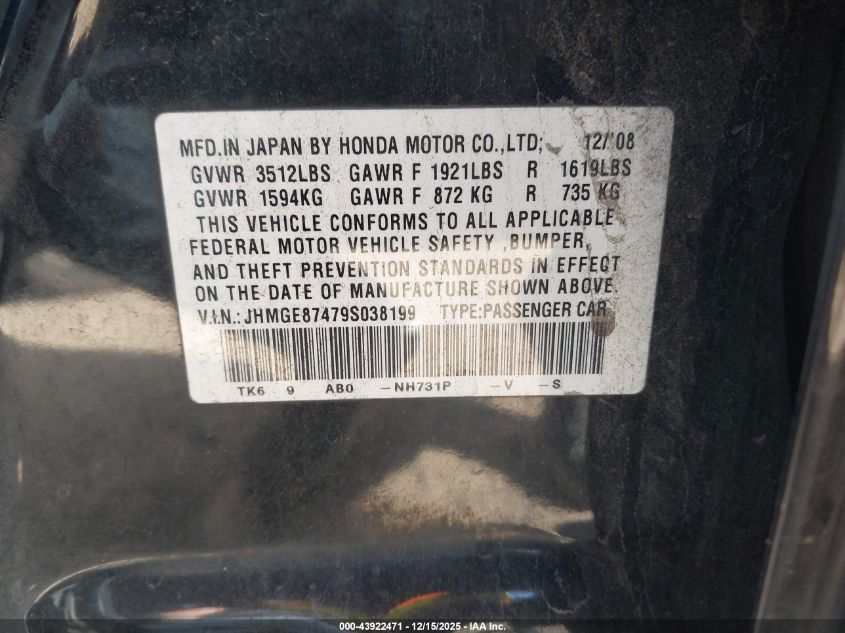 MFD.IN JAPAN BY HONDA MOTOR CO.,LTD; 12/'08
GVWR 3512LBS GAWR F 1921LBS R 1619LBS
GVWR 1594KG GAWR F 872 KG R 735 KG
THIS VEHICLE CONFORMS TO ALL APPLICABLE
FEDERAL MOTOR VEHICLE SAFETY ,BUMPER,
AND THEFT PREVENTION STANDARDS IN EFFECT
ON THE DATE OF MANUFACTURE SHOWN ABOVE.
V.I.N.: JHMGE87479S038199 TYPE:PASSENGER CAR
TK6 9 AB0 -NH731P -V -S
000-43922471 - 12/15/2025 - IAA Inc.